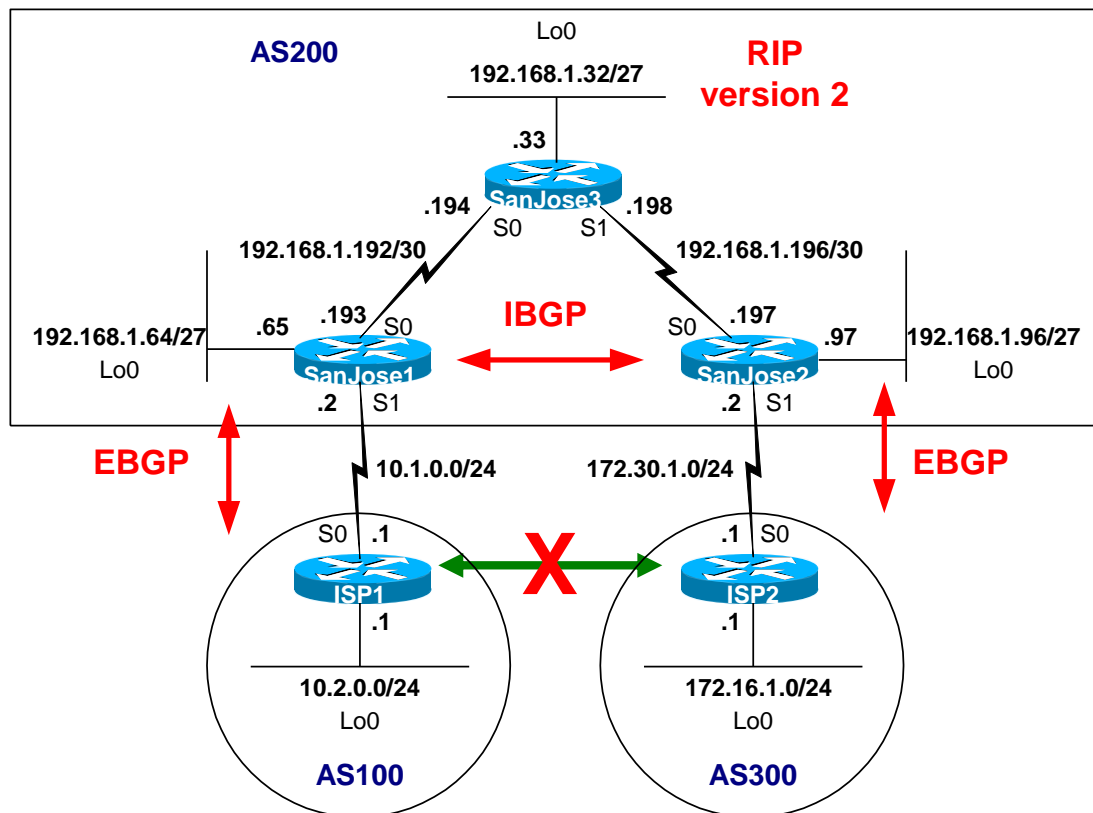 Lo0
AS200
RIP
version 2
192.168.1.32/27
.33
SanJose3
.194
.198
S0
S1
192.168.1.192/30
192.168.1.196/30
IBGP
.193
S0
S0
.197
192.168.1.64/27
.65
.97
192.168.1.96/27
Lo0
Lo0
SanJose1
SanJose2
.2
S1
.2
S1
EBGP
EBGP
10.1.0.0/24
172.30.1.0/24
S0
.1
X
.1
S0
ISP1
ISP2
.1
.1
10.2.0.0/24
172.16.1.0/24
Lo0
Lo0
AS100
AS300